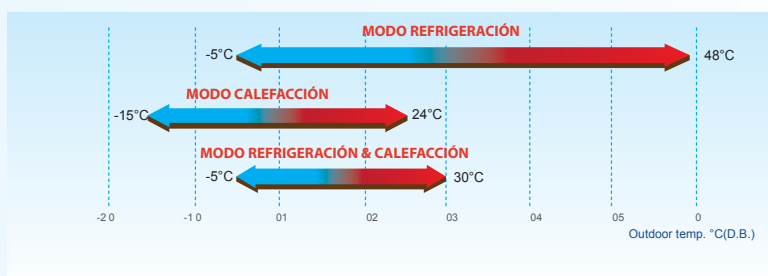 MODO REFRIGERACIÓN
-5°C
48°C
MODO CALEFACCIÓN
-15°C
24°C
MODO REFRIGERACIÓN & CALEFACCIÓN
-5°C
30°C
-2 0 -1 0 01 02 03 04 05 0
Outdoor temp. °C(D.B.)